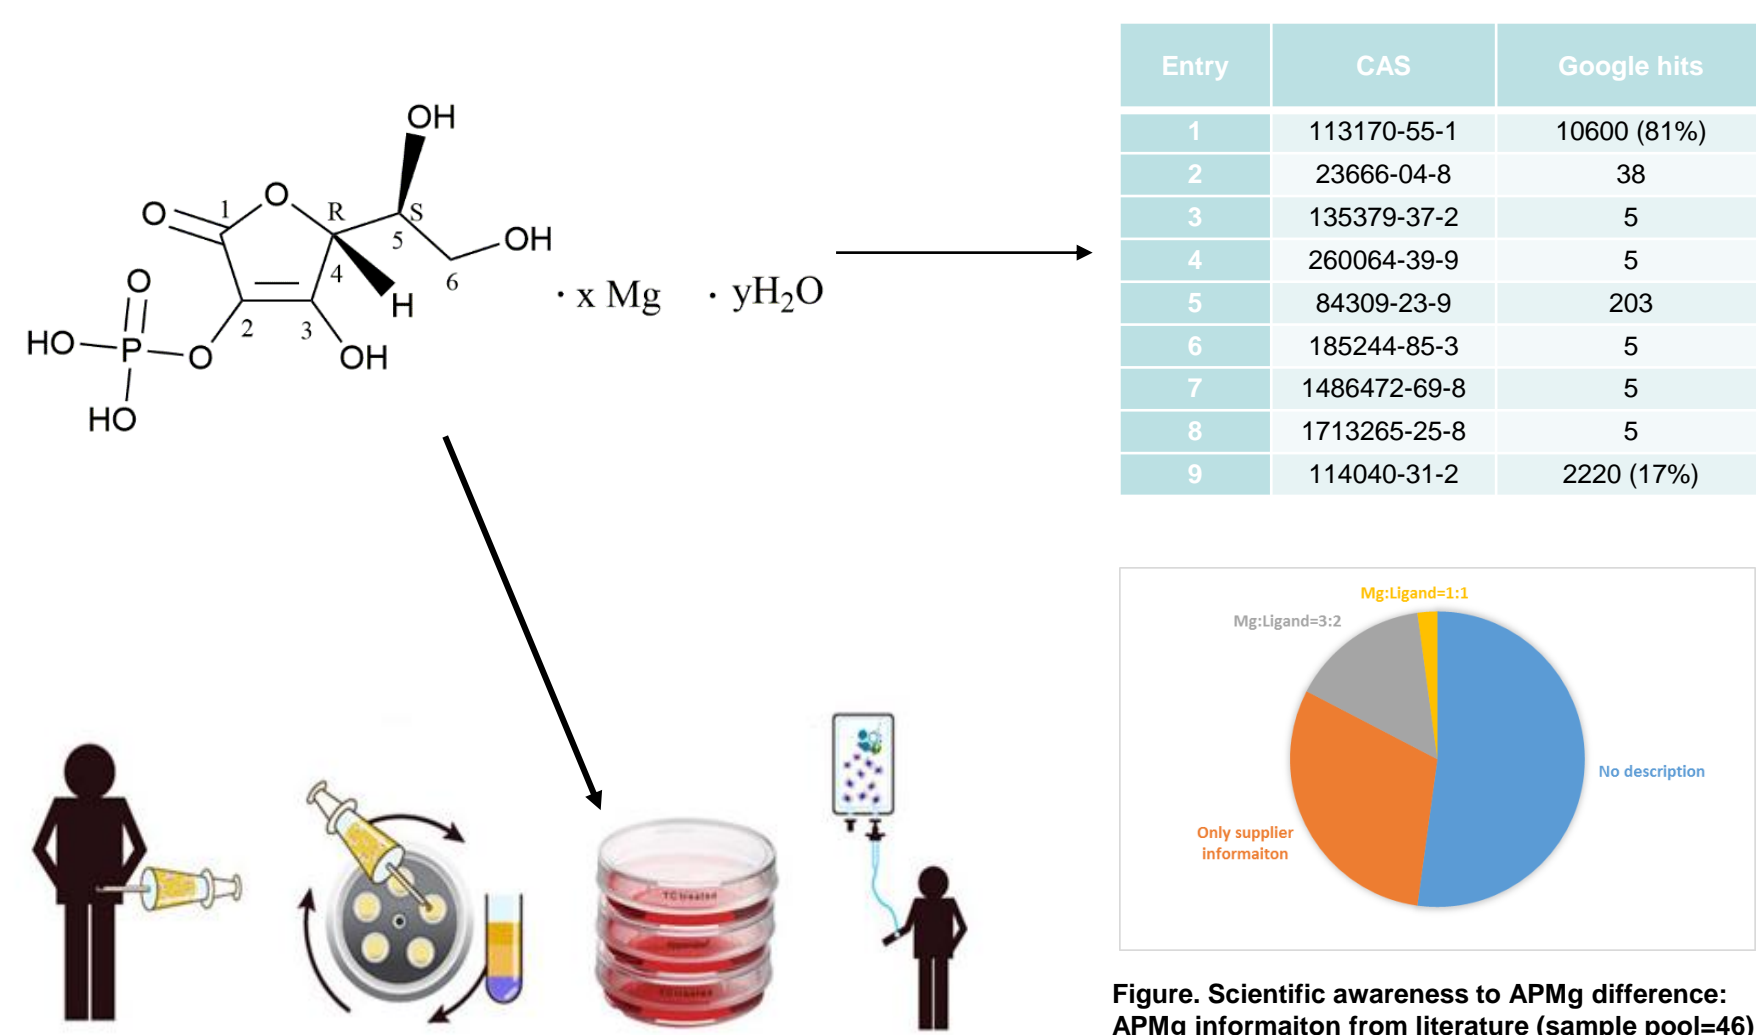 Entry CAS Google hits
1 113170-55-1 10600 (81%)
2 23666-04-8 38
3 135379-37-2 5
4 260064-39-9 5
5 84309-23-9 203
6 185244-85-3 5
7 1486472-69-8 5
8 1713265-25-8 5
9 114040-31-2 2220 (17%)
OH
O
1
O
R
S
5
OH
6
4
H
O
2
3
HO
P
O
OH
HO
· x Mg · yH₂O
Mg:Ligand=1:1
Mg:Ligand=3:2
No description
Only supplier
informaiton
TC treated
TC treated
Figure. Scientific awareness to APMg difference:
APMg informaiton from literature (sample pool=46)